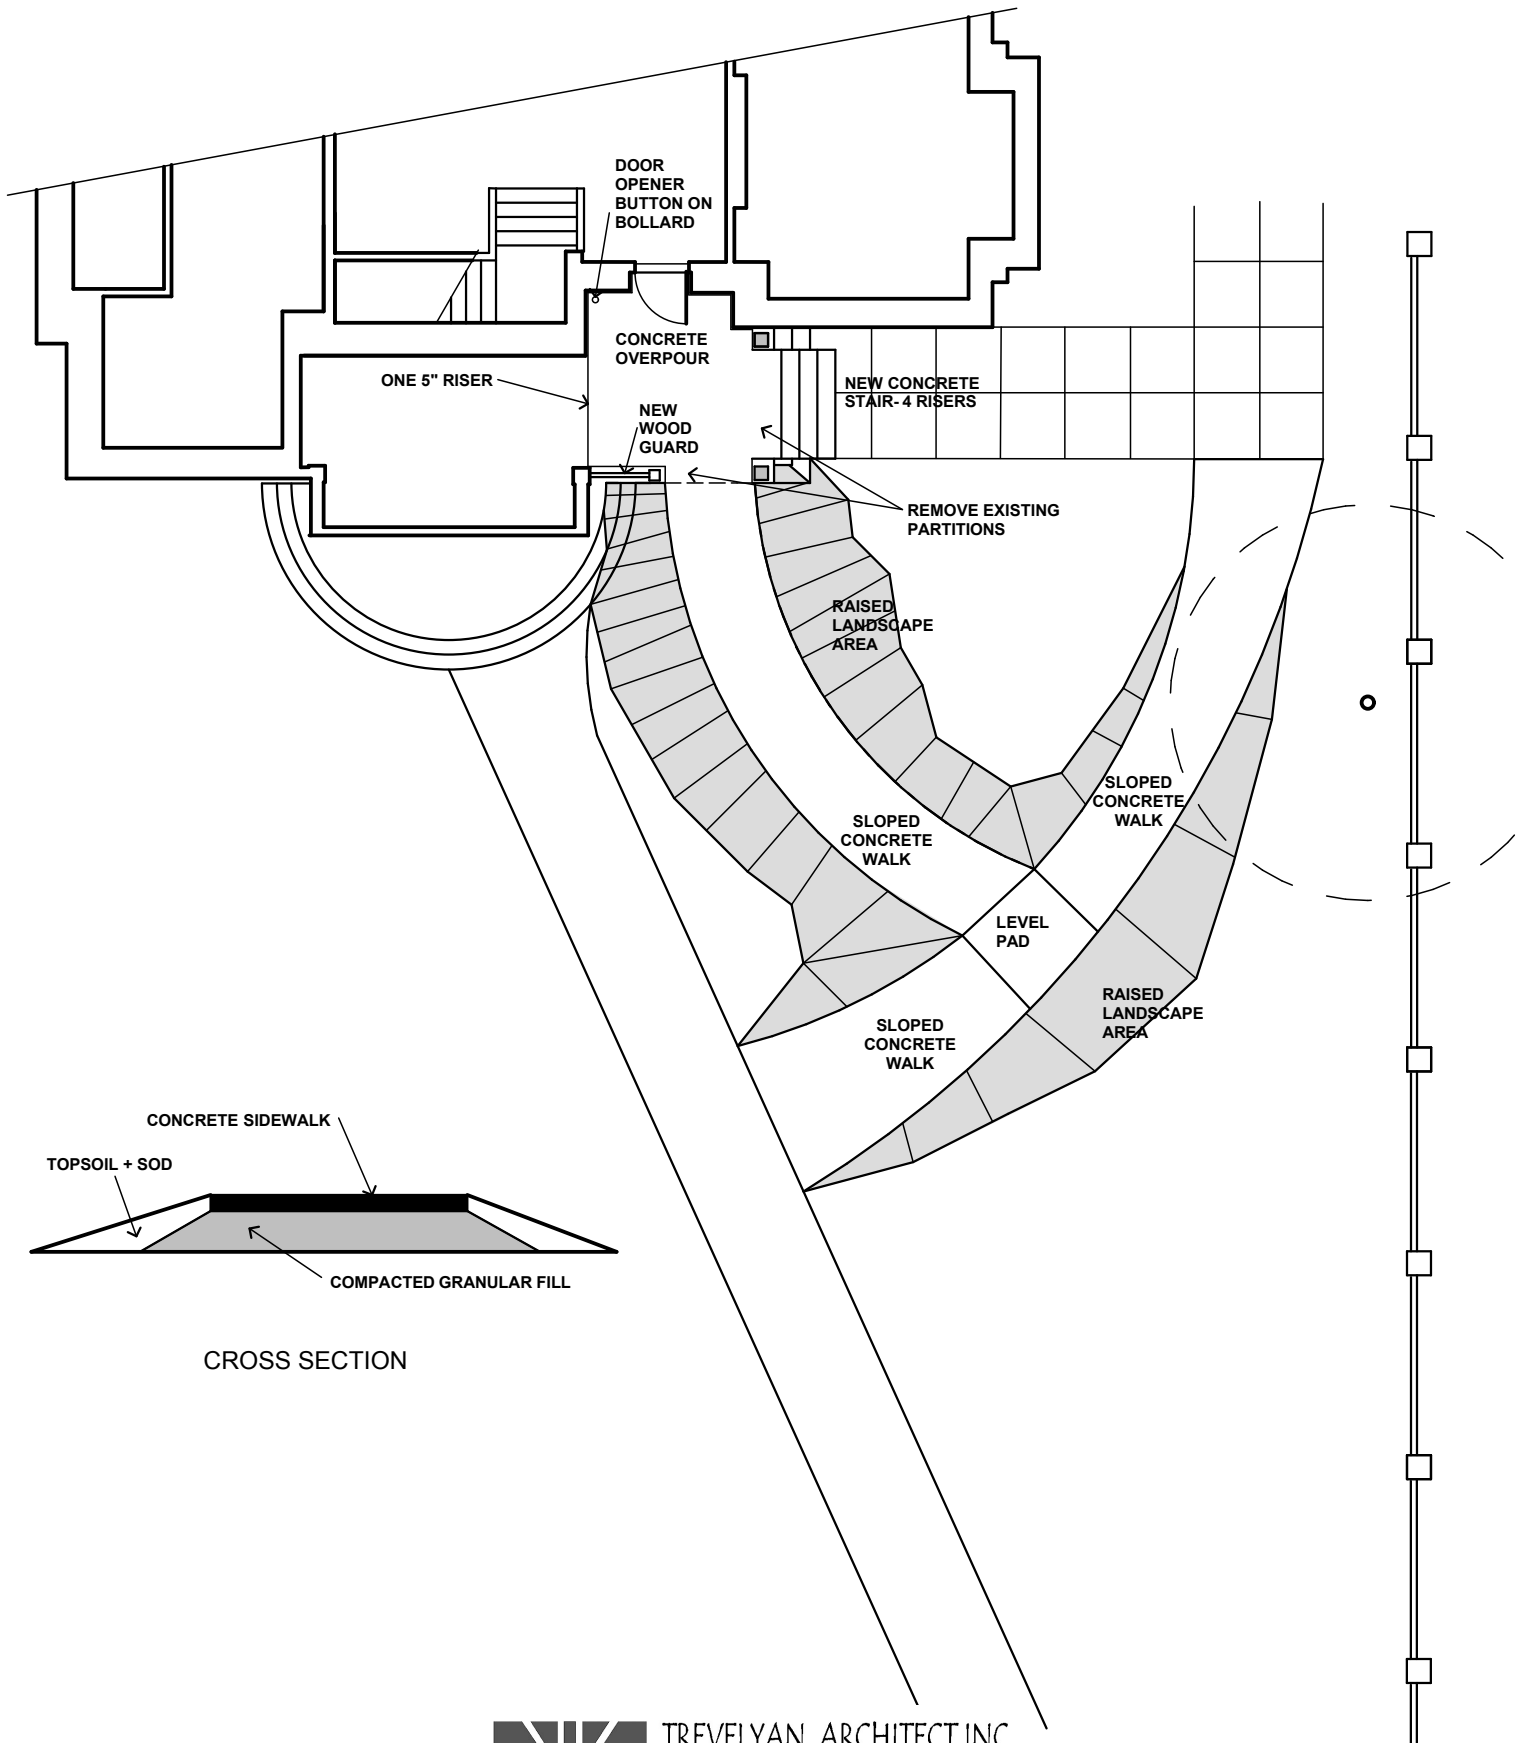 DOOR
OPENER
BUTTON ON
BOLLARD
CONCRETE
OVERPOUR
ONE 5" RISER
NEW
WOOD
GUARD
NEW CONCRETE
STAIR- 4 RISERS
REMOVE EXISTING
PARTITIONS
RAISED
LANDSCAPE
AREA
SLOPED
CONCRETE
WALK
SLOPED
CONCRETE
WALK
LEVEL
PAD
RAISED
LANDSCAPE
AREA
SLOPED
CONCRETE
WALK
CONCRETE SIDEWALK
TOPSOIL + SOD
COMPACTED GRANULAR FILL
CROSS SECTION
TREVELYAN ARCHITECT INC